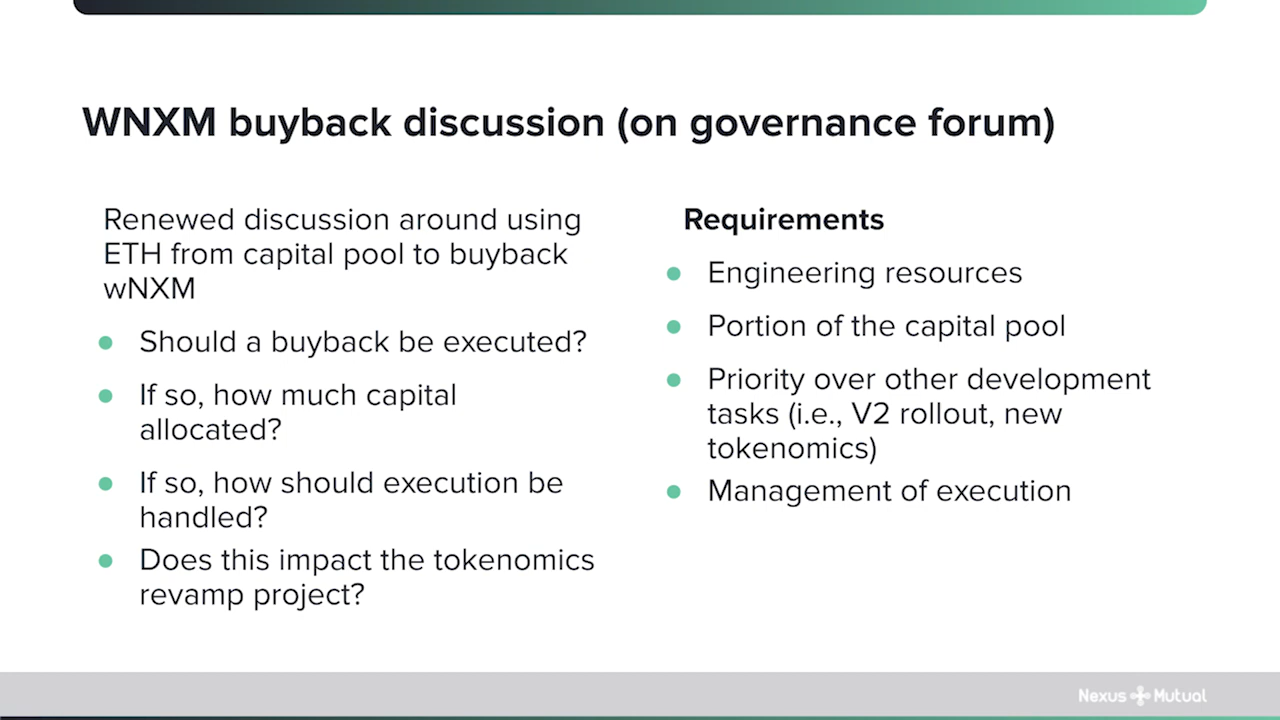 WNXM buyback discussion (on governance forum)
Renewed discussion around using
ETH from capital pool to buyback
wNXM
Should a buyback be executed?
If so, how much capital
allocated?
If so, how should execution be
handled?
Does this impact the tokenomics
revamp project?
Requirements
Engineering resources
Portion of the capital pool
Priority over other development
tasks (i.e., V2 rollout, new
tokenomics)
Management of execution
Nexus Mutual